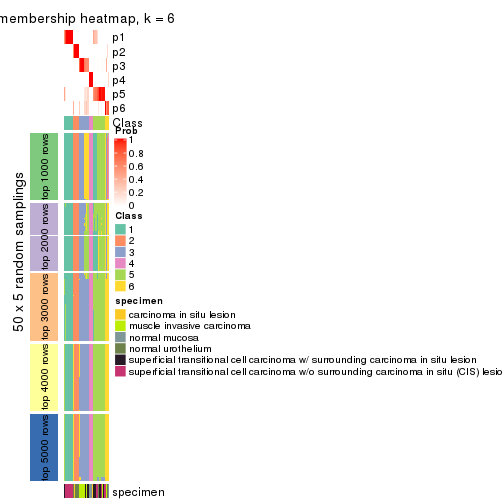 membership heatmap, k = 6
p1
p2
p3
p4
p5
p6
Class
Prob
1
0.8
0.6
0.4
0.2
0
Class
1
2
3
4
5
6
specimen
carcinoma in situ lesion
muscle invasive carcinoma
normal mucosa
normal urothelium
superficial transitional cell carcinoma w/ surrounding carcinoma in situ lesion
superficial transitional cell carcinoma w/o surrounding carcinoma in situ (CIS) lesio
50 x 5 random samplings
top 1000 rows
top 2000 rows
top 3000 rows
top 4000 rows
top 5000 rows
specimen